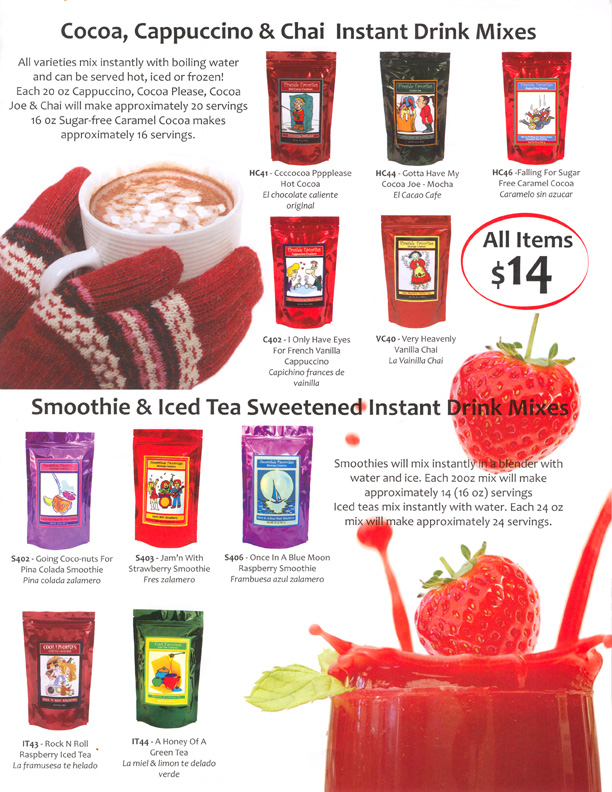 Cocoa, Cappuccino & Chai Instant Drink Mixes
All varieties mix instantly with boiling water
and can be served hot, iced or frozen!
Each 20 oz Cappuccino, Cocoa Please, Cocoa
Joe & Chai will make approximately 20 servings
16 oz Sugar-free Caramel Cocoa makes
approximately 16 servings.
HC41 - Ccccocoa Pppplease
Hot Cocoa
El chocolate caliente
original
HC44 - Gotta Have My
Cocoa Joe - Mocha
El Cacao Cafe
HC46 -Falling For Sugar
Free Caramel Cocoa
Caramelo sin azucar
C402 - I Only Have Eyes
For French Vanilla
Cappuccino
Capichino frances de
vainilla
VC40 - Very Heavenly
Vanilla Chai
La Vainilla Chai
All Items
$14
Smoothie & Iced Tea Sweetened Instant Drink Mixes
Smoothies will mix instantly in a blender with
water and ice. Each 20oz mix will make
approximately 14 (16 oz) servings
Iced teas mix instantly with water. Each 24 oz
mix will make approximately 24 servings.
S402 - Going Coco-nuts For
Pina Colada Smoothie
Pina colada zalamero
S403 - Jam'n With
Strawberry Smoothie
Fres zalamero
S406 - Once In A Blue Moon
Raspberry Smoothie
Frambuesa azul zalamero
IT43 - Rock N Roll
Raspberry Iced Tea
La framusesa te helado
IT44 - A Honey Of A
Green Tea
La miel & limon te delado
verde